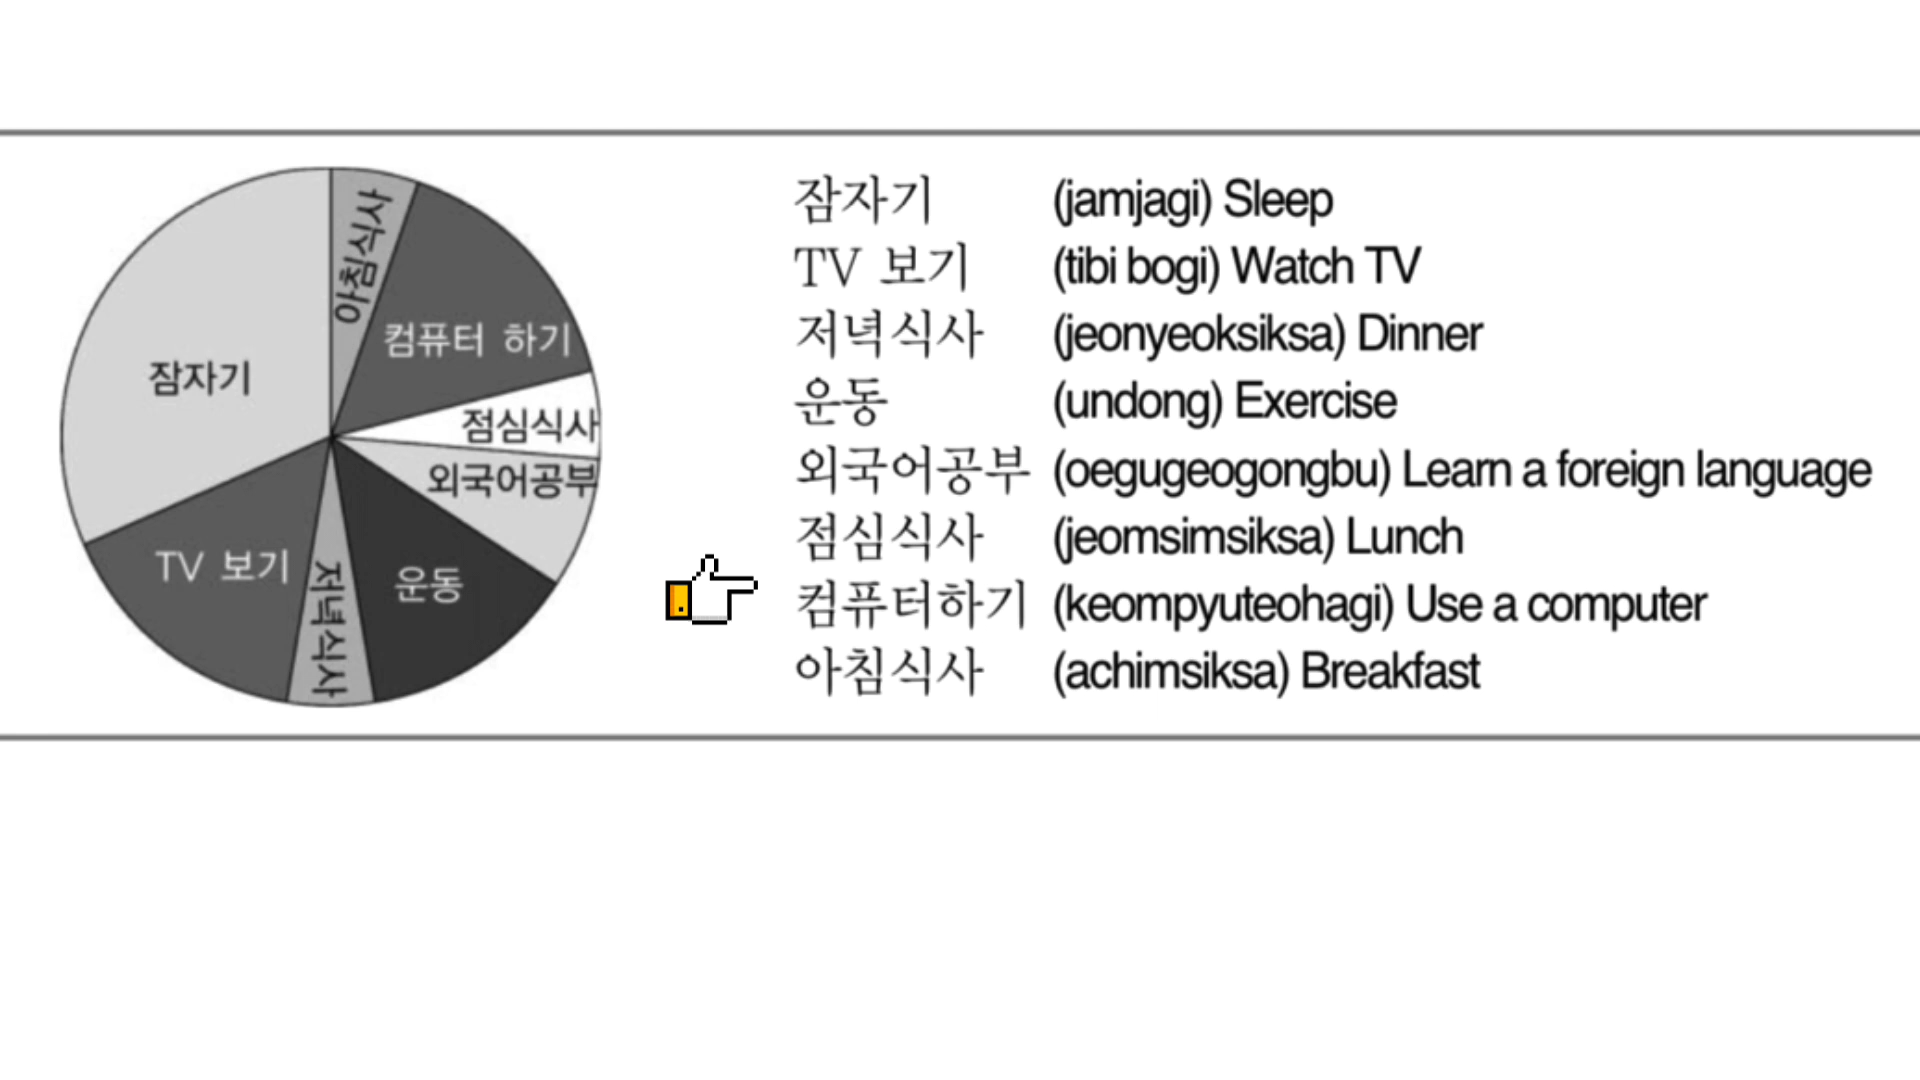 아침식사
컴퓨터 하기
점심식사
외국어공부
운동
저녁식사
TV 보기
잠자기
잠자기 (jamjagi) Sleep
TV 보기 (tibi bogi) Watch TV
저녁식사 (jeonyeoksiksa) Dinner
운동 (undong) Exercise
외국어공부 (oegugeogongbu) Learn a foreign language
점심식사 (jeomsimsiksa) Lunch
컴퓨터하기 (keompyuteohagi) Use a computer
아침식사 (achimsiksa) Breakfast